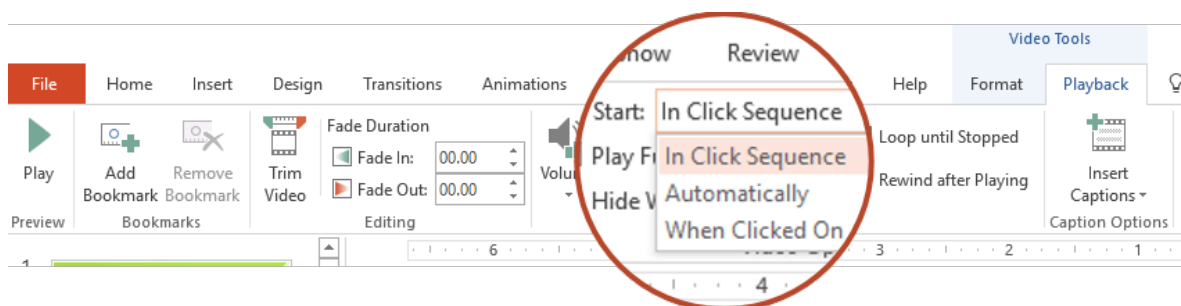 Video Tools
File Home Insert Design Transitions Animations Review Help Format Playback
Start: In Click Sequence
In Click Sequence
Automatically
When Clicked On
Play
Preview
Add
Bookmark
Remove
Bookmark
Bookmarks
Trim
Video
Fade Duration
Fade In: 00.00
Fade Out: 00.00
Editing
Play
Hide
Loop until Stopped
Rewind after Playing
Insert
Captions
Caption Options
1
6 4 3 2 1